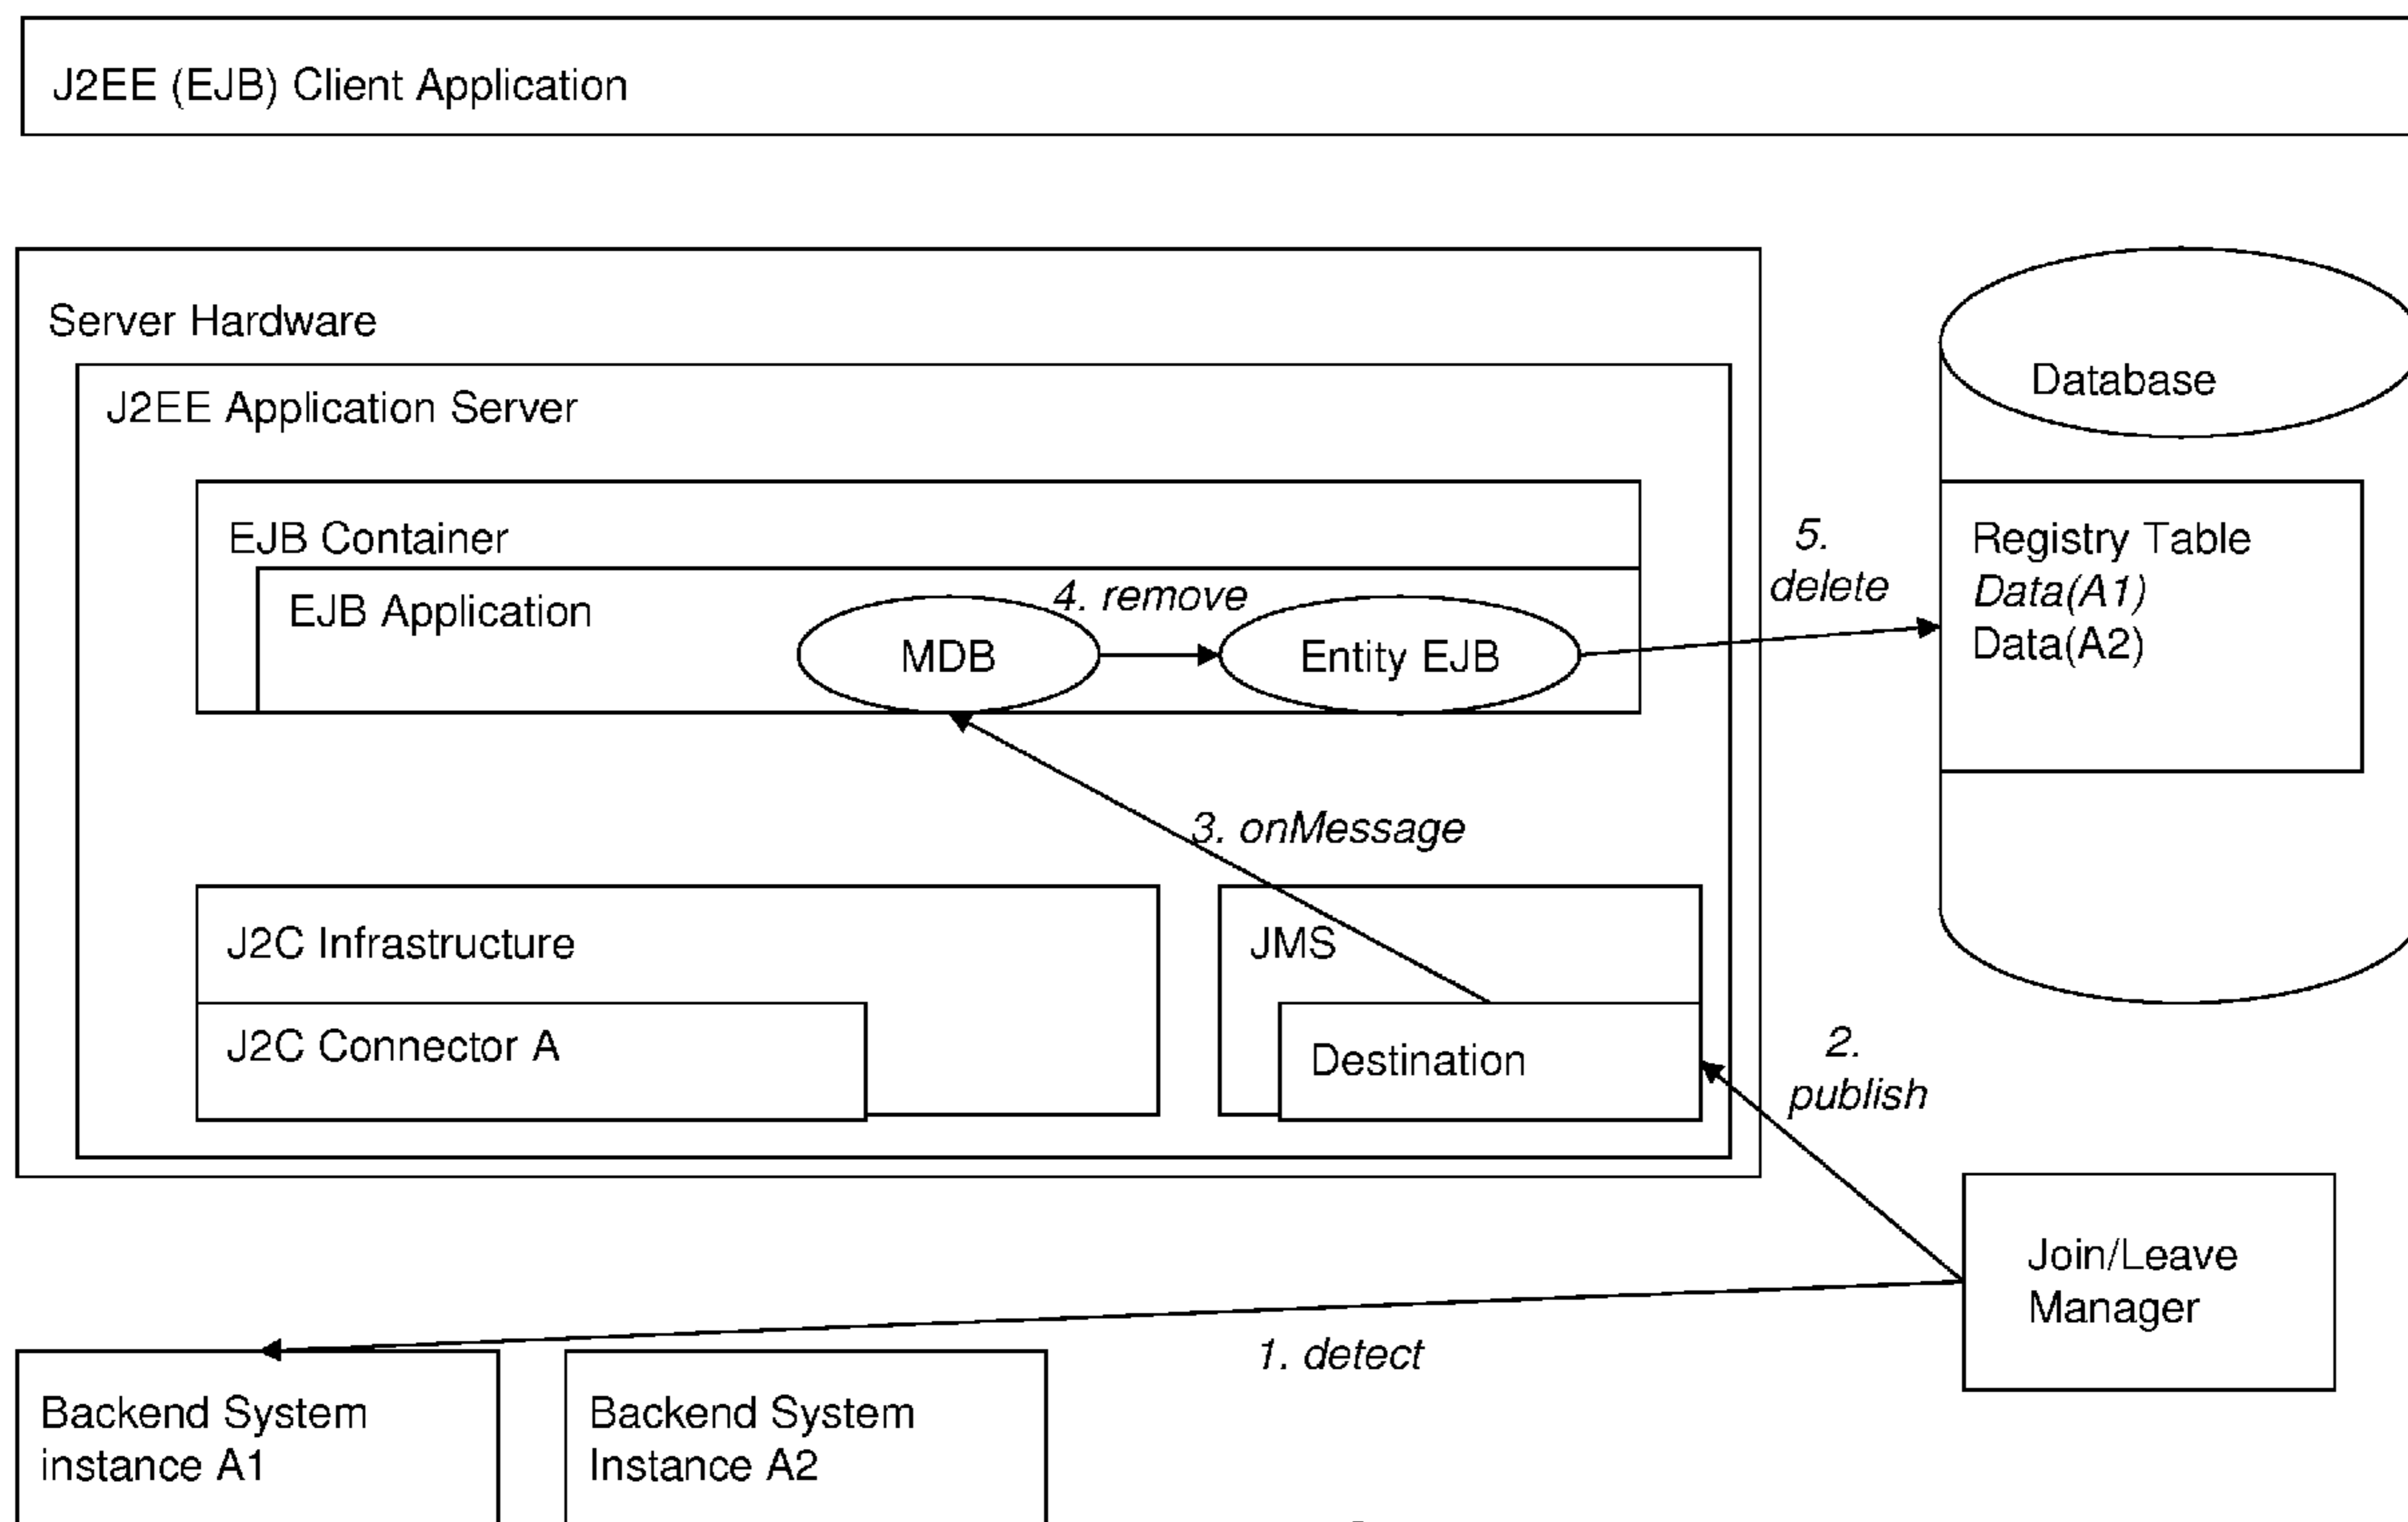 J2EE (EJB) Client Application
Server Hardware
J2EE Application Server
Database
EJB Container
EJB Application
4. remove
MDB
Entity EJB
5.
delete
Registry Table
Data(A1)
Data(A2)
3. onMessage
J2C Infrastructure
JMS
J2C Connector A
Destination
2.
publish
Join/Leave
Manager
1. detect
Backend System
instance A1
Backend System
Instance A2